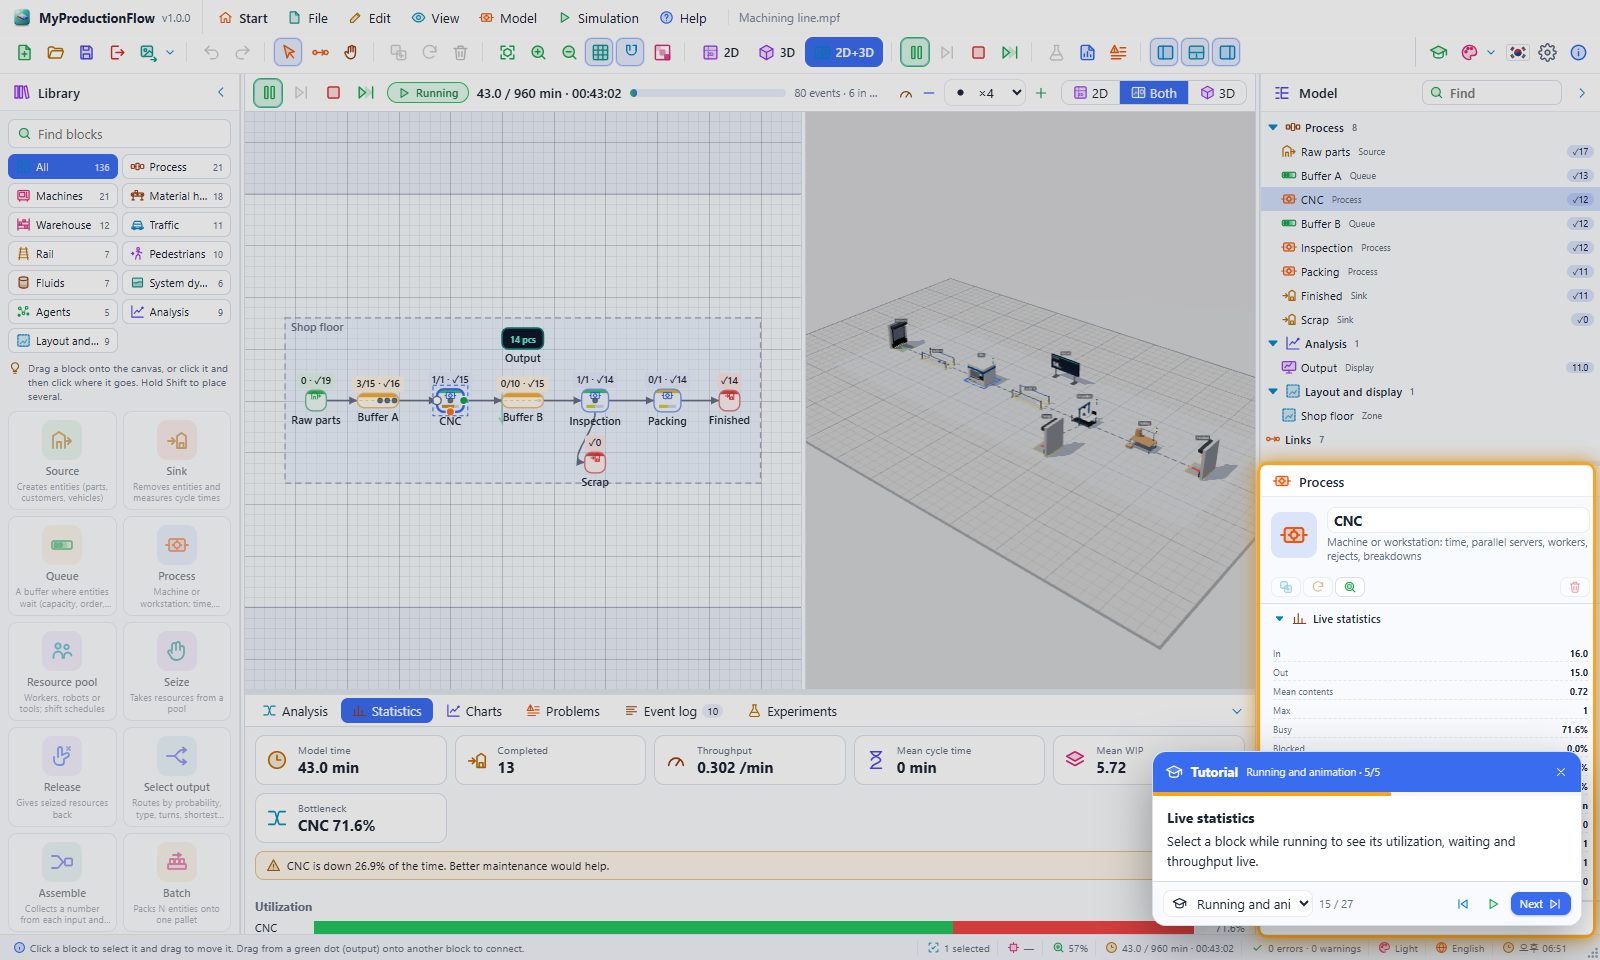 MyProductionFlow v1.0.0
Start File Edit View Model Simulation Help Machining line.mpf
2D 3D 2D+3D
Library
Find blocks
All 136
Process 21
Machines 21
Material h... 18
Warehouse 12
Traffic 11
Rail 7
Pedestrians 10
Fluids 7
System dy... 6
Agents 5
Analysis 9
Layout and... 9
Drag a block onto the canvas, or click it and
then click where it goes. Hold Shift to place
several.
Source
Creates entities (parts,
customers, vehicles)
Sink
Removes entities and
measures cycle times
Queue
A buffer where entities
wait (capacity, order,...
Process
Machine or
workstation: time,...
Resource pool
Workers, robots or
tools; shift schedules
Seize
Takes resources from a
pool
Release
Gives seized resources
back
Select output
Routes by probability,
type, turns, shortest...
Assemble
Collects a number
from each input and...
Batch
Packs N entities onto
one pallet
Running 43.0 / 960 min · 00:43:02 80 events · 6 in ... ×4 2D Both 3D
Shop floor
14 pcs
Output
0 · ✓19
Raw parts
3/15 · ✓16
Buffer A
1/1 · ✓15
CNC
0/10 · ✓15
Buffer B
1/1 · ✓14
Inspection
0/1 · ✓14
Packing
✓14
Finished
✓0
Scrap
Analysis Statistics Charts Problems Event log 10 Experiments
Model time
43.0 min
Completed
13
Throughput
0.302 /min
Mean cycle time
0 min
Mean WIP
5.72
Bottleneck
CNC 71.6%
CNC is down 26.9% of the time. Better maintenance would help.
Utilization
CNC 71.6%
Model
Find
Process 8
Raw parts Source ✓17
Buffer A Queue ✓13
CNC Process ✓12
Buffer B Queue ✓12
Inspection Process ✓12
Packing Process ✓11
Finished Sink ✓11
Scrap Sink ✓0
Analysis 1
Output Display 11.0
Layout and display 1
Shop floor Zone
Links 7
Process
CNC
Machine or workstation: time, parallel servers, workers,
rejects, breakdowns
Live statistics
In 16.0
Out 15.0
Mean contents 0.72
Max 1
Busy 71.6%
Blocked 0.0%
Tutorial Running and animation · 5/5
Live statistics
Select a block while running to see its utilization, waiting and
throughput live.
Running and ani 15 / 27 Next
Click a block to select it and drag to move it. Drag from a green dot (output) onto another block to connect.
1 selected — 57% 43.0 / 960 min · 00:43:02 0 errors · 0 warnings Light English 오후 06:51